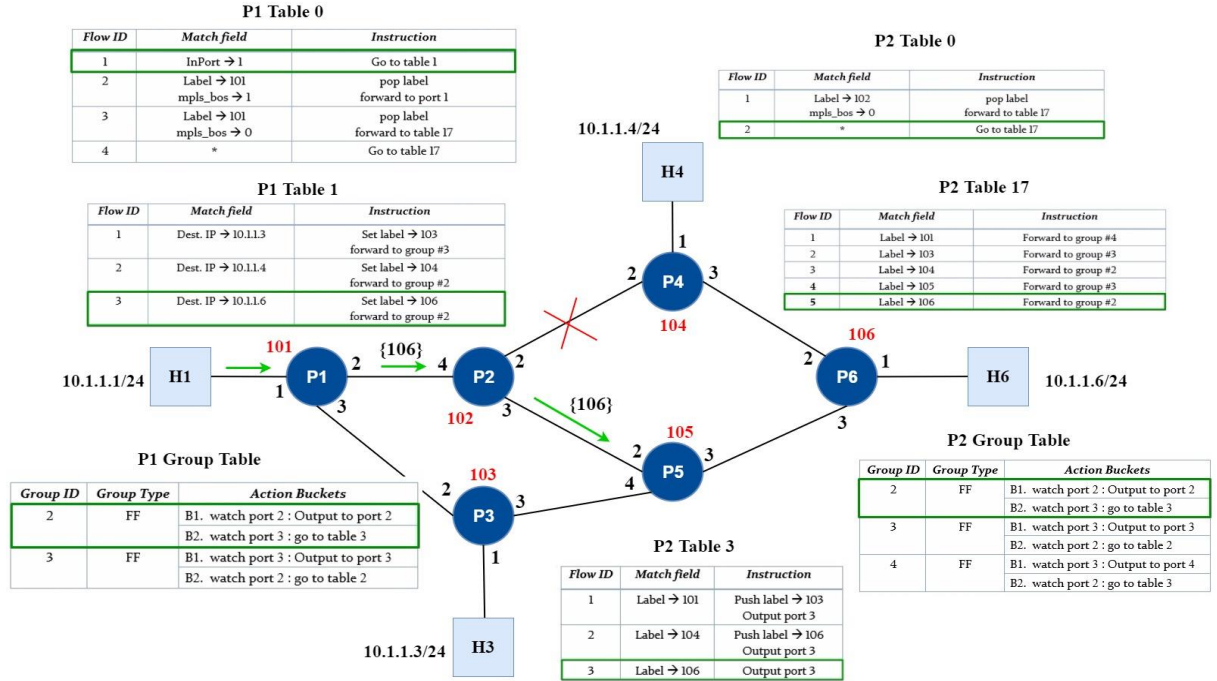 P1 Table 0
Flow ID Match field Instruction
1 InPort → 1 Go to table 1
2 Label → 101 pop label
mpls_bos → 1 forward to port 1
3 Label → 101 pop label
mpls_bos → 0 forward to table 17
4 * Go to table 17
P2 Table 0
Flow ID Match field Instruction
1 Label → 102 pop label
mpls_bos → 0 forward to table 17
2 * Go to table 17
P1 Table 1
Flow ID Match field Instruction
1 Dest. IP → 10.1.1.3 Set label → 103
forward to group #3
2 Dest. IP → 10.1.1.4 Set label → 104
forward to group #2
3 Dest. IP → 10.1.1.6 Set label → 106
forward to group #2
P2 Table 17
Flow ID Match field Instruction
1 Label → 101 Forward to group #4
2 Label → 103 Forward to group #3
3 Label → 104 Forward to group #2
4 Label → 105 Forward to group #3
5 Label → 106 Forward to group #2
10.1.1.4/24
H4
1
2 P4 3
104
101 {106} 106
10.1.1.1/24 H1 1 P1 2 4 P2 2 2 P6 1 H6 10.1.1.6/24
3 102 3 {106} 3
105
2 P5 3
4
103
2 P3 3
1
10.1.1.3/24 H3
P1 Group Table
Group ID Group Type Action Buckets
2 FF B1. watch port 2 : Output to port 2
B2. watch port 3 : go to table 3
3 FF B1. watch port 3 : Output to port 3
B2. watch port 2 : go to table 2
P2 Table 3
Flow ID Match field Instruction
1 Label → 101 Push label → 103
Output port 3
2 Label → 104 Push label → 106
Output port 3
3 Label → 106 Output port 3
P2 Group Table
Group ID Group Type Action Buckets
2 FF B1. watch port 2 : Output to port 2
B2. watch port 3 : go to table 3
3 FF B1. watch port 3 : Output to port 3
B2. watch port 2 : go to table 2
4 FF B1. watch port 3 : Output to port 4
B2. watch port 2 : go to table 3